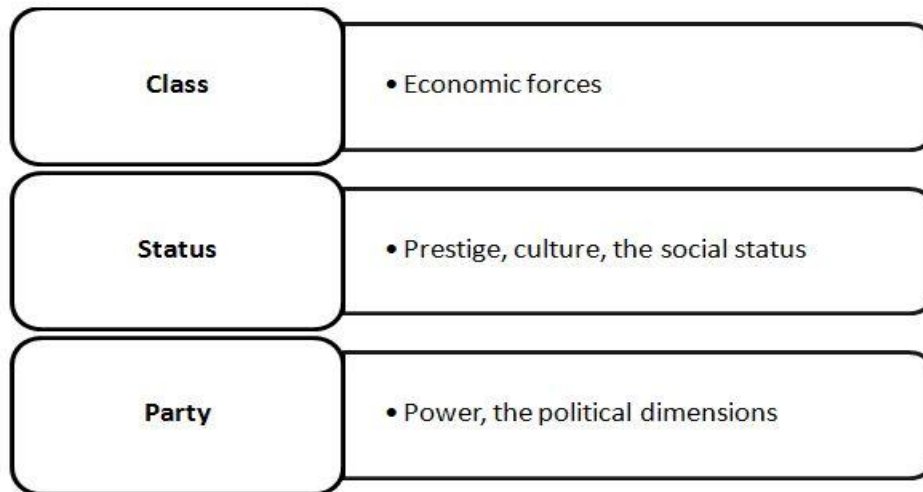 Class
• Economic forces
Status
• Prestige, culture, the social status
Party
• Power, the political dimensions